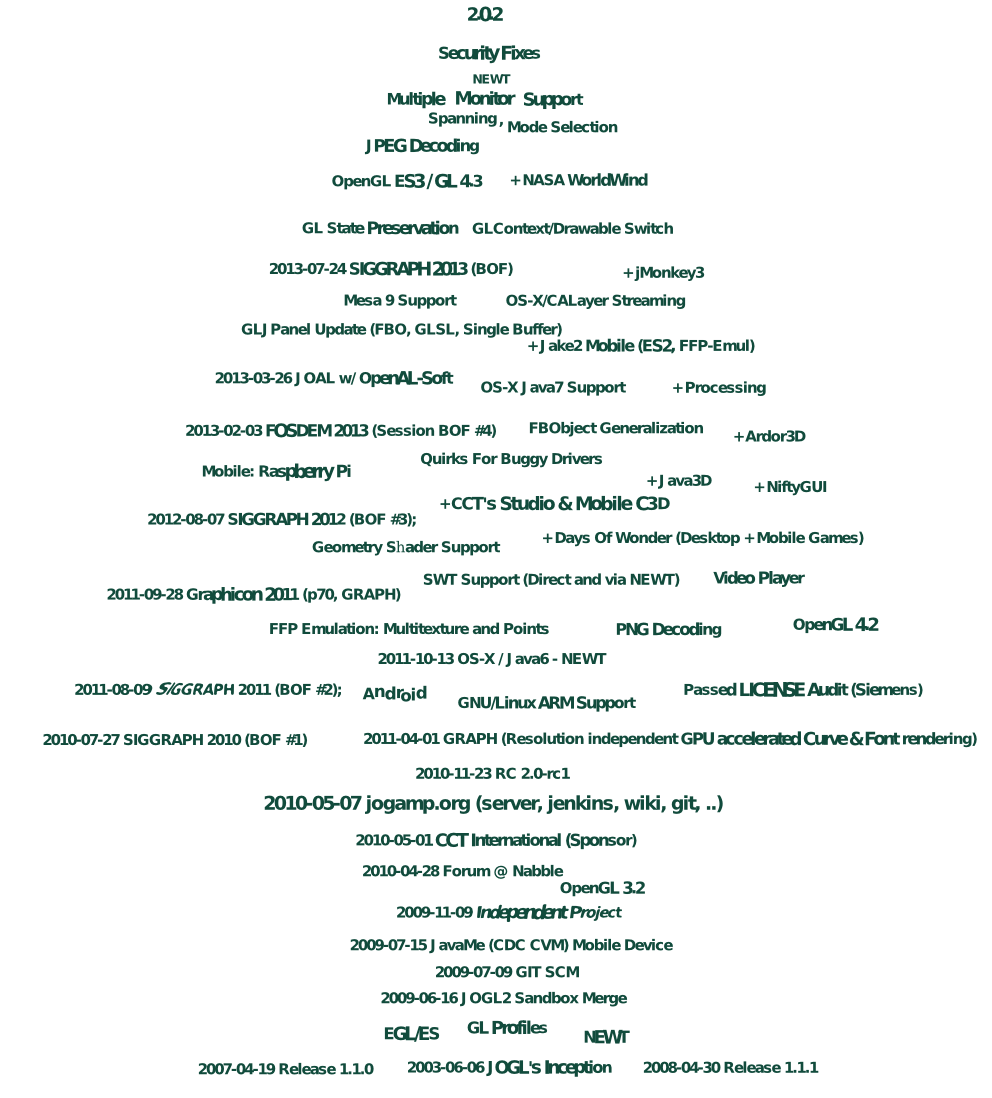 2.0.2
Security Fixes
NEWT
Multiple Monitor Support
Spanning, Mode Selection
JPEG Decoding
OpenGL ES3 / GL 4.3 + NASA WorldWind
GL State Preservation GLContext/Drawable Switch
2013-07-24 SIGGRAPH 2013 (BOF) + jMonkey3
Mesa 9 Support OS-X/CALayer Streaming
GLJPanel Update (FBO, GLSL, Single Buffer)
+ Jake2 Mobile (ES2, FFP-Emul)
2013-03-26 JOAL w/ OpenAL-Soft OS-X Java7 Support + Processing
2013-02-03 FOSDEM 2013 (Session BOF #4) FBObject Generalization + Ardor3D
Mobile: Raspberry Pi Quirks For Buggy Drivers
+ Java3D + NiftyGUI
+CCT's Studio & Mobile C3D
2012-08-07 SIGGRAPH 2012 (BOF #3);
Geometry Shader Support + Days Of Wonder (Desktop + Mobile Games)
SWT Support (Direct and via NEWT) Video Player
2011-09-28 Graphicon 2011 (p70, GRAPH)
FFP Emulation: Multitexture and Points PNG Decoding OpenGL 4.2
2011-10-13 OS-X / Java6 - NEWT
2011-08-09 SIGGRAPH 2011 (BOF #2); Android GNU/Linux ARM Support Passed LICENSE Audit (Siemens)
2010-07-27 SIGGRAPH 2010 (BOF #1) 2011-04-01 GRAPH (Resolution independent GPU accelerated Curve & Font rendering)
2010-11-23 RC 2.0-rc1
2010-05-07 jogamp.org (server, jenkins, wiki, git, ..)
2010-05-01 CCT International (Sponsor)
2010-04-28 Forum @ Nabble
OpenGL 3.2
2009-11-09 Independent Project
2009-07-15 JavaMe (CDC CVM) Mobile Device
2009-07-09 GIT SCM
2009-06-16 JOGL2 Sandbox Merge
EGL/ES GL Profiles NEWT
2007-04-19 Release 1.1.0 2003-06-06 JOGL's Inception 2008-04-30 Release 1.1.1